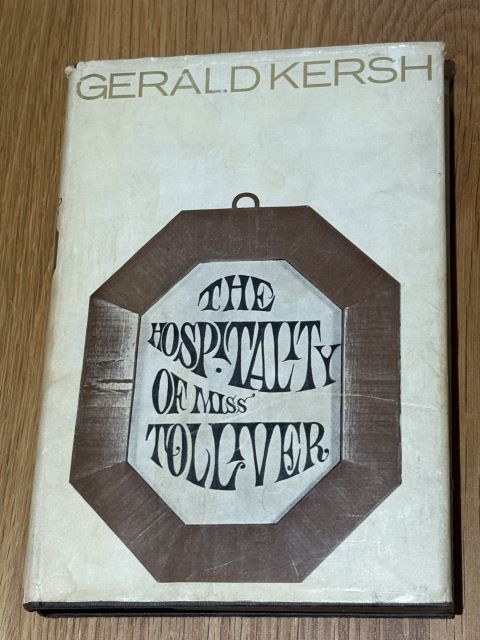 GERALD KERSH
THE
HOSPITALITY
OF MISS
TOLLIVER